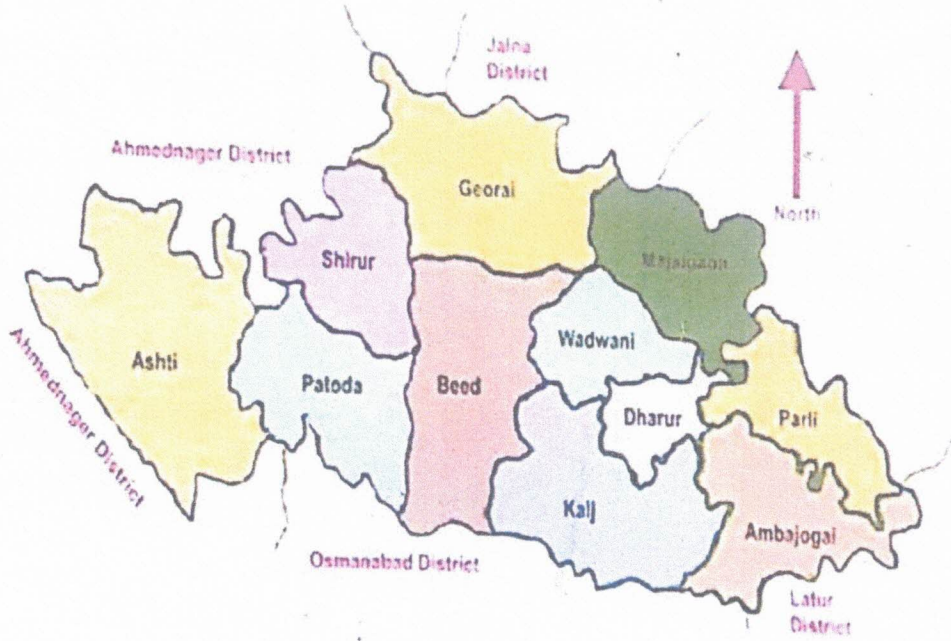 Jalna
District
Ahmednager District
Georai
North
Shirur
Majalgaon
Ahmednager District
Ashti
Wadwani
Patoda
Beed
Dharur
Parli
Kaij
Ambajogai
Osmanabad District
Latur
District